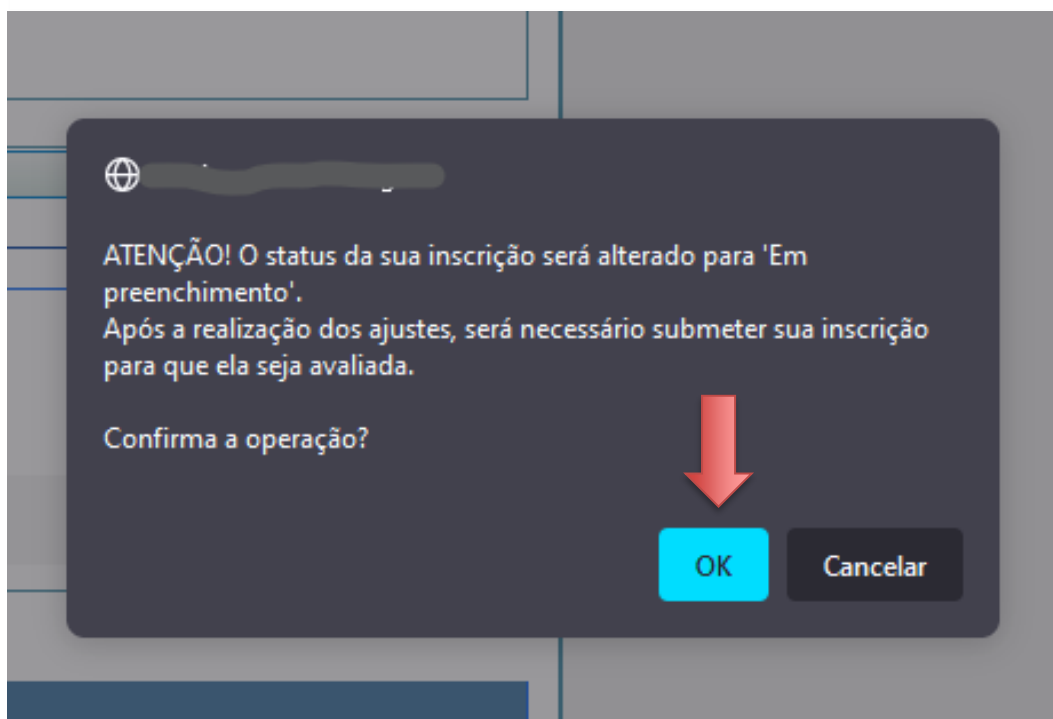 ATENÇÃO! O status da sua inscrição será alterado para 'Em
preenchimento'.
Após a realização dos ajustes, será necessário submeter sua inscrição
para que ela seja avaliada.
Confirma a operação?
OK
Cancelar